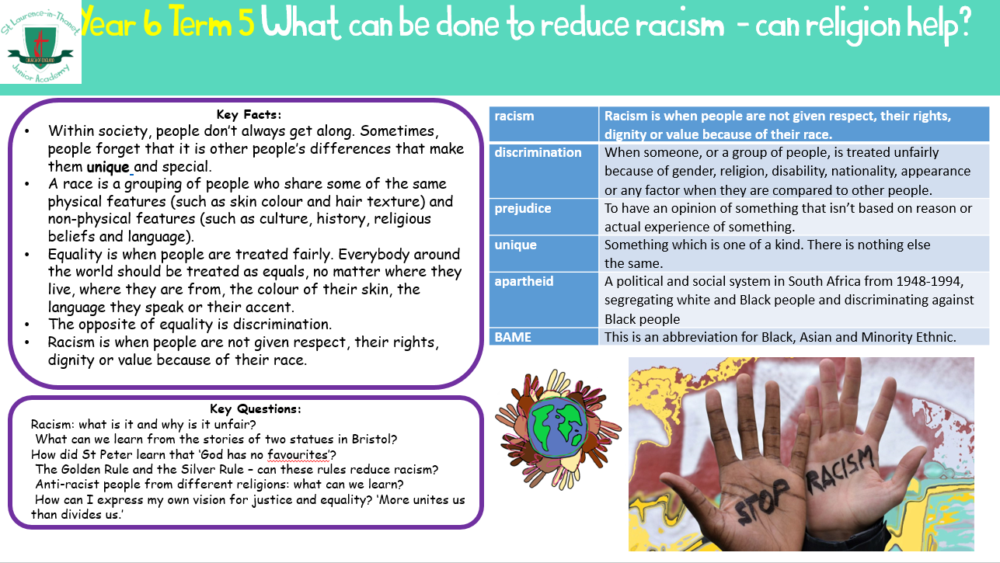 St Laurence-in-Thanet
CHURCH OF ENGLAND
Junior Academy
Year 6 Term 5 What can be done to reduce racism - can religion help?
Key Facts:
• Within society, people don't always get along. Sometimes,
people forget that it is other people's differences that make
them unique and special.
• A race is a grouping of people who share some of the same
physical features (such as skin colour and hair texture) and
non-physical features (such as culture, history, religious
beliefs and language).
• Equality is when people are treated fairly. Everybody around
the world should be treated as equals, no matter where they
live, where they are from, the colour of their skin, the
language they speak or their accent.
• The opposite of equality is discrimination.
• Racism is when people are not given respect, their rights,
dignity or value because of their race.
Key Questions:
Racism: what is it and why is it unfair?
What can we learn from the stories of two statues in Bristol?
How did St Peter learn that 'God has no favourites'?
The Golden Rule and the Silver Rule – can these rules reduce racism?
Anti-racist people from different religions: what can we learn?
How can I express my own vision for justice and equality? 'More unites us
than divides us.'
racism Racism is when people are not given respect, their rights,
dignity or value because of their race.
discrimination When someone, or a group of people, is treated unfairly
because of gender, religion, disability, nationality, appearance
or any factor when they are compared to other people.
prejudice To have an opinion of something that isn't based on reason or
actual experience of something.
unique Something which is one of a kind. There is nothing else
the same.
apartheid A political and social system in South Africa from 1948-1994,
segregating white and Black people and discriminating against
Black people
BAME This is an abbreviation for Black, Asian and Minority Ethnic.
STOP
RACISM